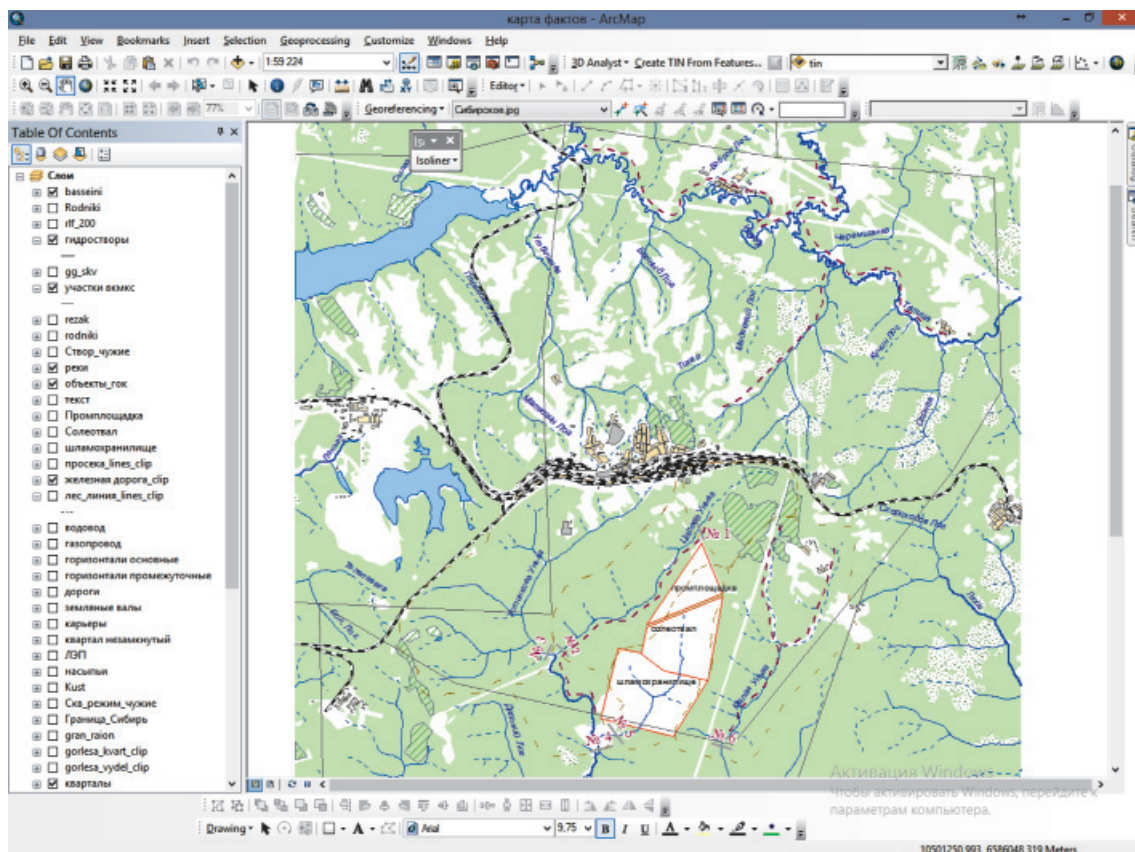 карта фактов - ArcMap
File Edit View Bookmarks Insert Selection Geoprocessing Customize Windows Help
1:59 224
3D Analyst Create TIN From Features... tin
Editor
77%
Georeferencing Сибирское.jpg
Table Of Contents
Isoliner
Слои
basseini
Rodniki
rlf_200
гидростворы
gg_skv
участки вкмкс
rezak
rodniki
Створ_чужие
реки
объекты_гок
текст
Промплощадка
Солеотвал
шламохранилище
просека_lines_clip
железная дорога_clip
лес_линия_lines_clip
водовод
газопровод
горизонтали основные
горизонтали промежуточные
дороги
земляные валы
карьеры
квартал незамкнутый
ЛЭП
насыпьи
Kust
Скв_режим_чужие
Граница_Сибирь
gran_raion
gorlesa_kvart_clip
gorlesa_vydel_clip
кварталы
№ 1
промплощадка
солеотвал
шламохранилище
№ 4
Активация Windows
Чтобы активировать Windows, перейдите к
параметрам компьютера.
Drawing Arial 9,75 B I U A
10501250,993 6586048,319 Meters